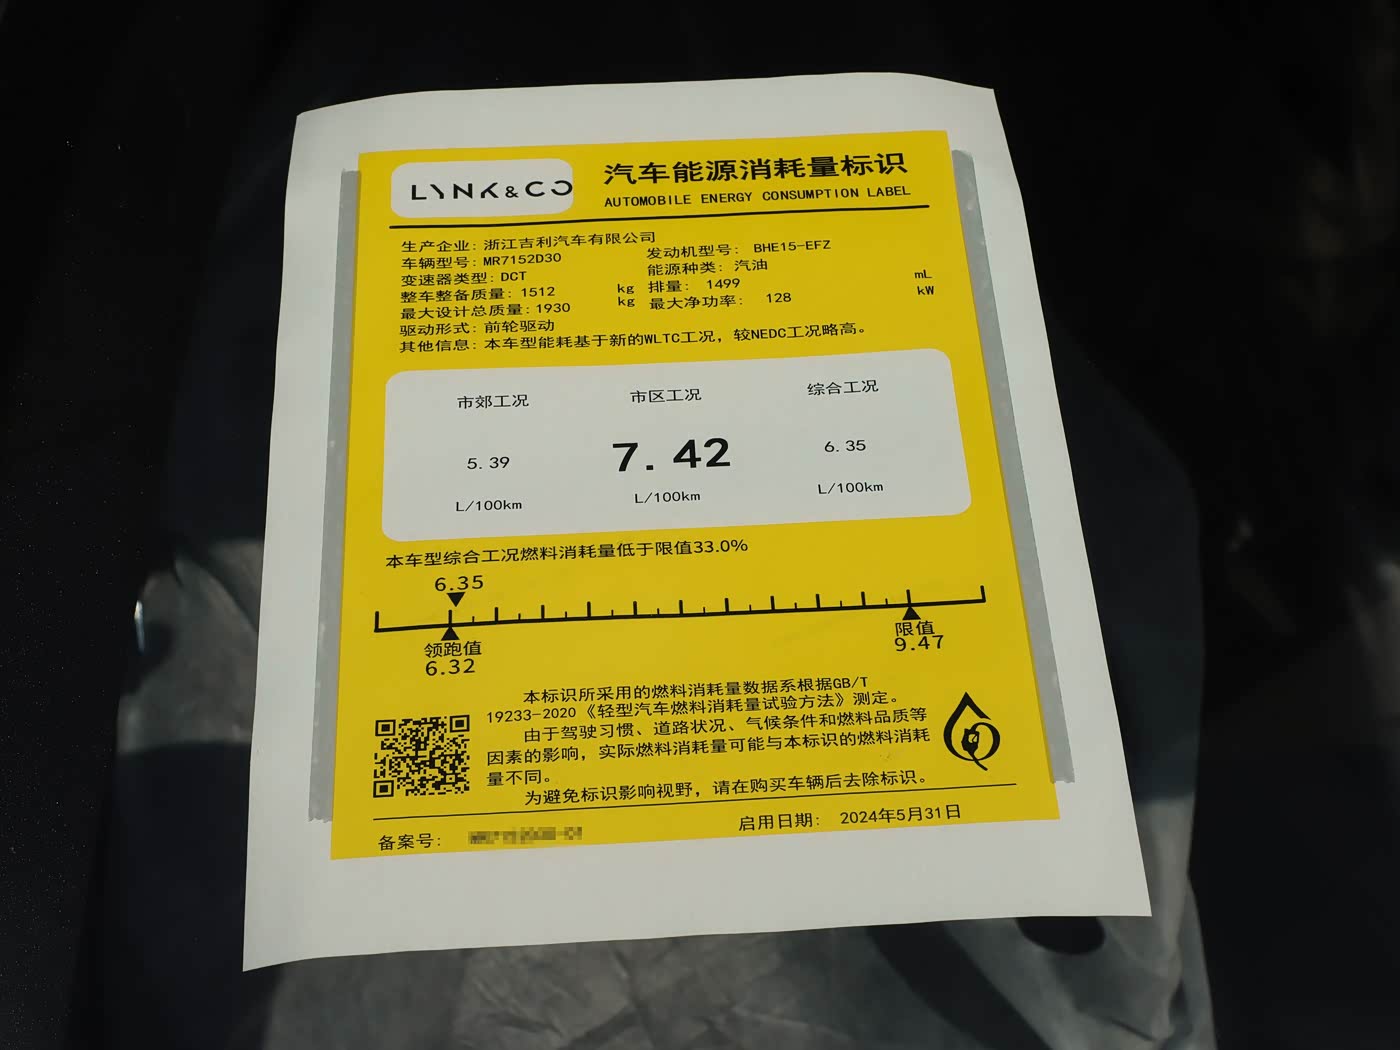 LYNK&CO
汽车能源消耗量标识
AUTOMOBILE ENERGY CONSUMPTION LABEL
生产企业: 浙江吉利汽车有限公司
车辆型号: MR7152D30
变速器类型: DCT
整车整备质量: 1512 kg
最大设计总质量: 1930 kg
驱动形式: 前轮驱动
其他信息: 本车型能耗基于新的WLTC工况，较NEDC工况略高。
发动机型号: BHE15-EFZ
能源种类: 汽油
排量: 1499 mL
最大净功率: 128 kW
市郊工况 市区工况 综合工况
5.39 7.42 6.35
L/100km L/100km L/100km
本车型综合工况燃料消耗量低于限值33.0%
6.35
领跑值
6.32
限值
9.47
本标识所采用的燃料消耗量数据系根据GB/T
19233-2020《轻型汽车燃料消耗量试验方法》测定。
由于驾驶习惯、道路状况、气候条件和燃料品质等
因素的影响，实际燃料消耗量可能与本标识的燃料消耗
量不同。
为避免标识影响视野，请在购买车辆后去除标识。
备案号:
启用日期: 2024年5月31日